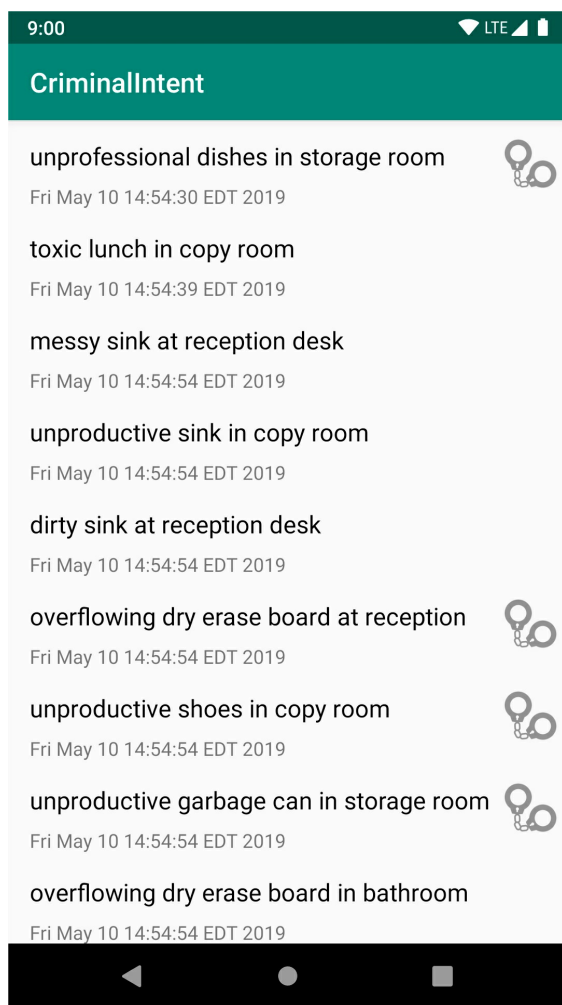 9:00 LTE
CriminalIntent
unprofessional dishes in storage room
Fri May 10 14:54:30 EDT 2019
toxic lunch in copy room
Fri May 10 14:54:39 EDT 2019
messy sink at reception desk
Fri May 10 14:54:54 EDT 2019
unproductive sink in copy room
Fri May 10 14:54:54 EDT 2019
dirty sink at reception desk
Fri May 10 14:54:54 EDT 2019
overflowing dry erase board at reception
Fri May 10 14:54:54 EDT 2019
unproductive shoes in copy room
Fri May 10 14:54:54 EDT 2019
unproductive garbage can in storage room
Fri May 10 14:54:54 EDT 2019
overflowing dry erase board in bathroom
Fri May 10 14:54:54 EDT 2019